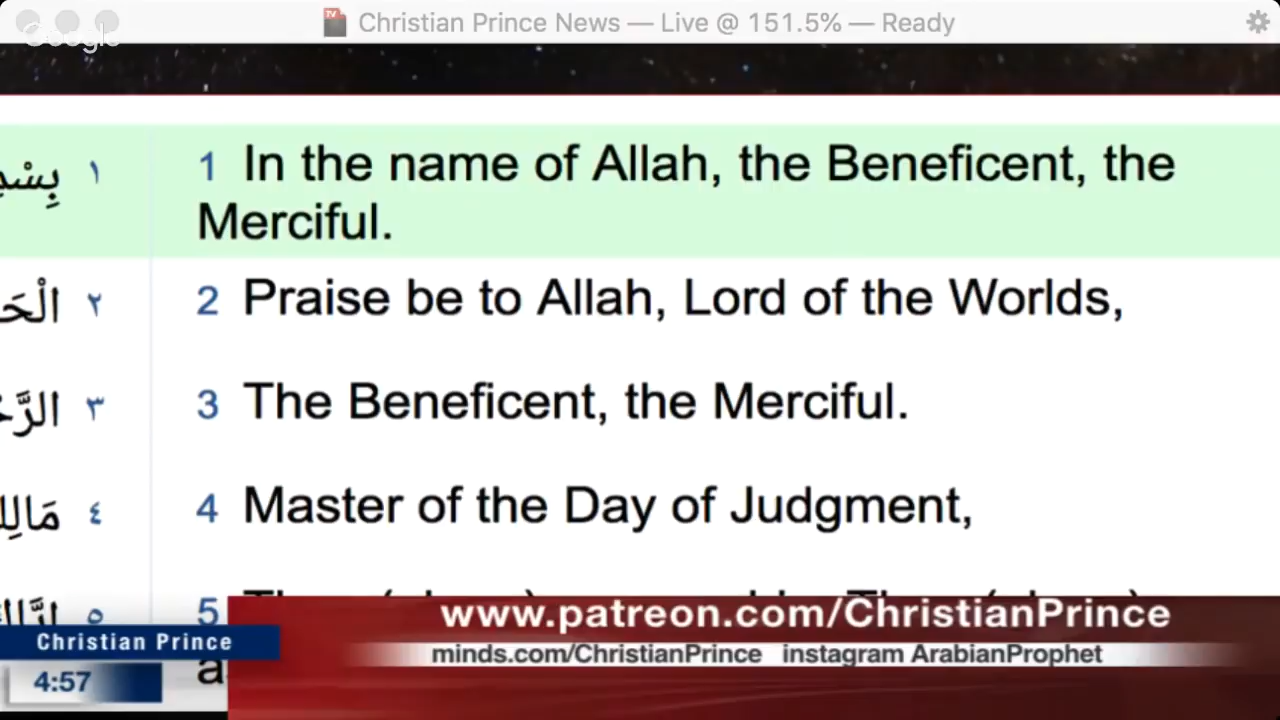 Christian Prince News — Live @ 151.5% — Ready
Google
١
1 In the name of Allah, the Beneficent, the
Merciful.
٢
2 Praise be to Allah, Lord of the Worlds,
٣
3 The Beneficent, the Merciful.
٤
4 Master of the Day of Judgment,
٥
5
www.patreon.com/ChristianPrince
Christian Prince
minds.com/ChristianPrince instagram ArabianProphet
4:57